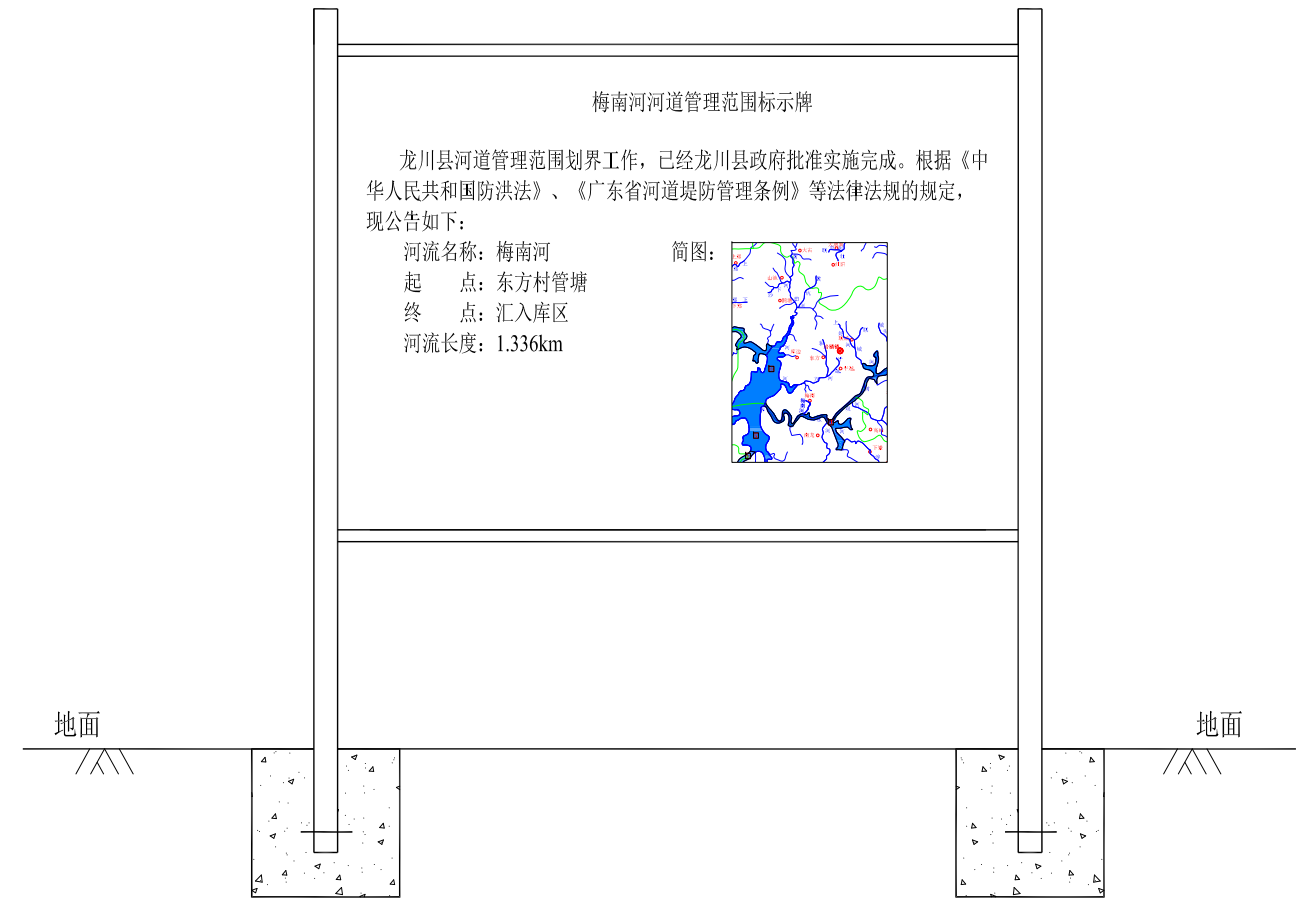 梅南河河道管理范围标示牌
龙川县河道管理范围划界工作，已经龙川县政府批准实施完成。根据《中
华人民共和国防洪法》、《广东省河道堤防管理条例》等法律法规的规定，
现公告如下：
河流名称：梅南河 简图：
起　　点：东方村管塘
终　　点：汇入库区
河流长度：1.336km
地面 地面